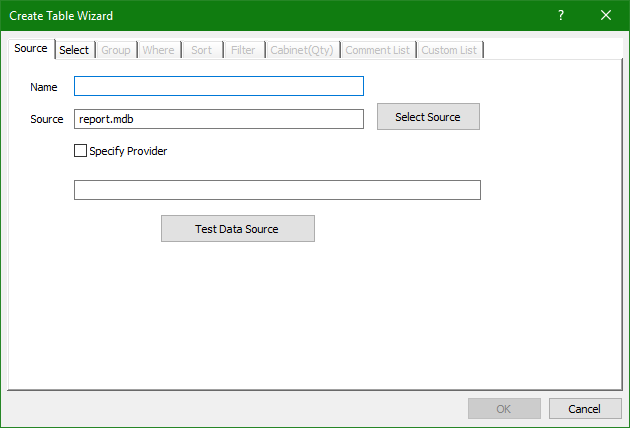 Create Table Wizard ?
Source Select Group Where Sort Filter Cabinet(Qty) Comment List Custom List
Name
Source report.mdb Select Source
Specify Provider
Test Data Source
OK Cancel